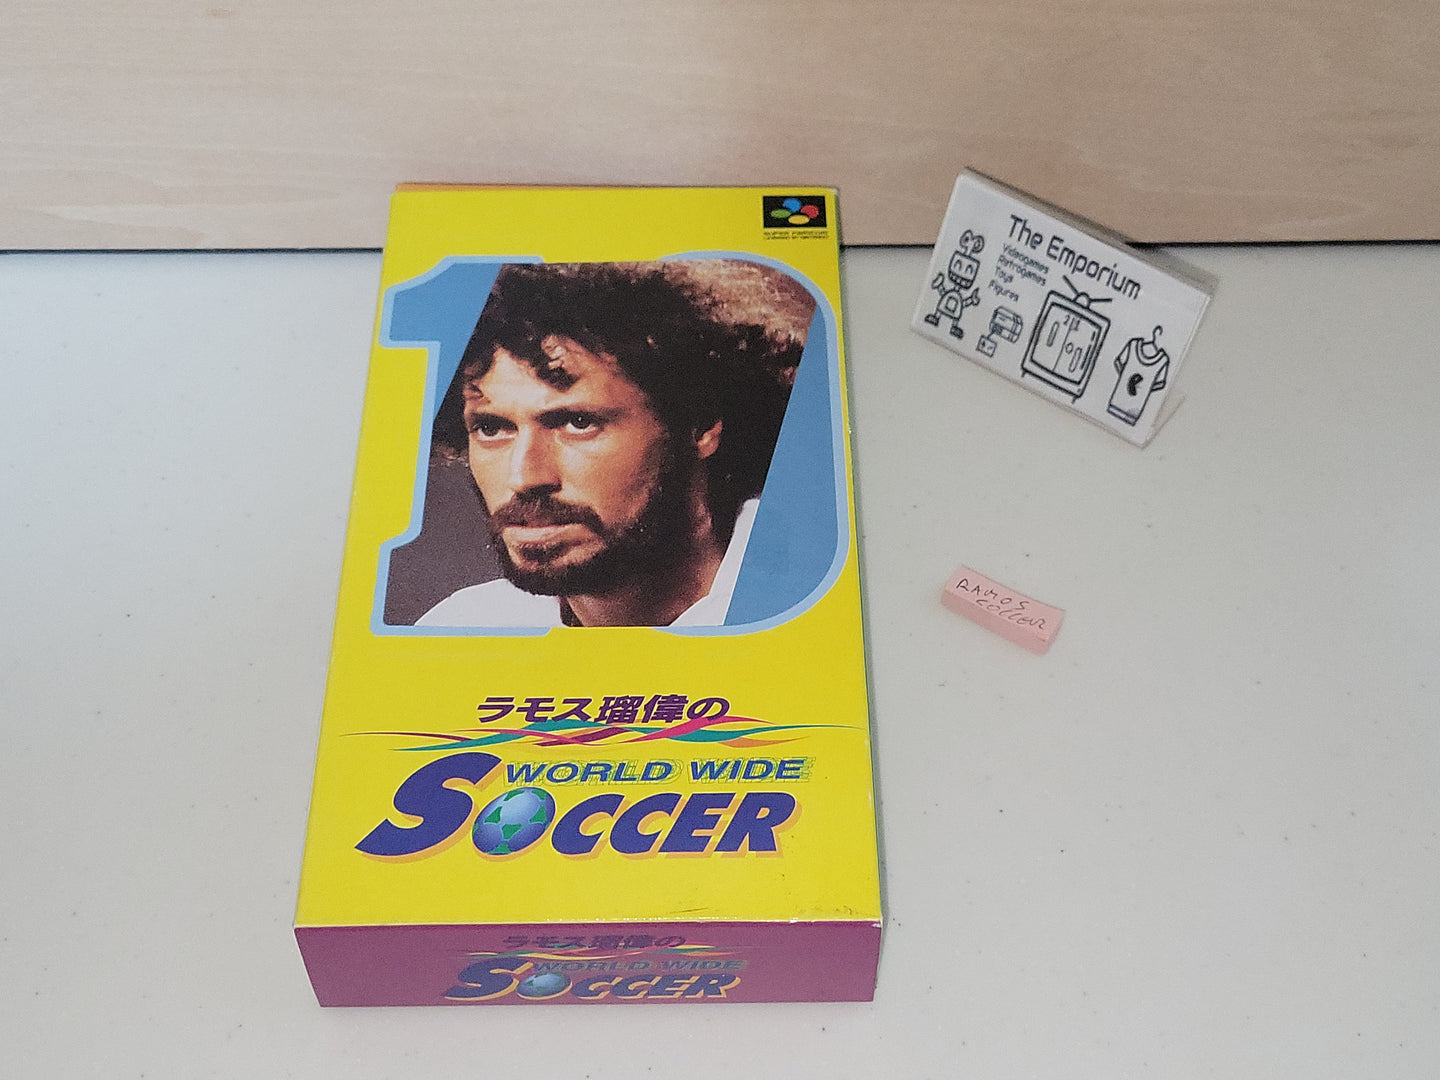 SUPER FAMICOM
The Emporium
Videogames
Retrogames
Toys
Figures
10
RAMOS
SOCCER
ラモス瑠偉の
WORLD WIDE
SOCCER
ラモス瑠偉の
WORLD WIDE
SOCCER